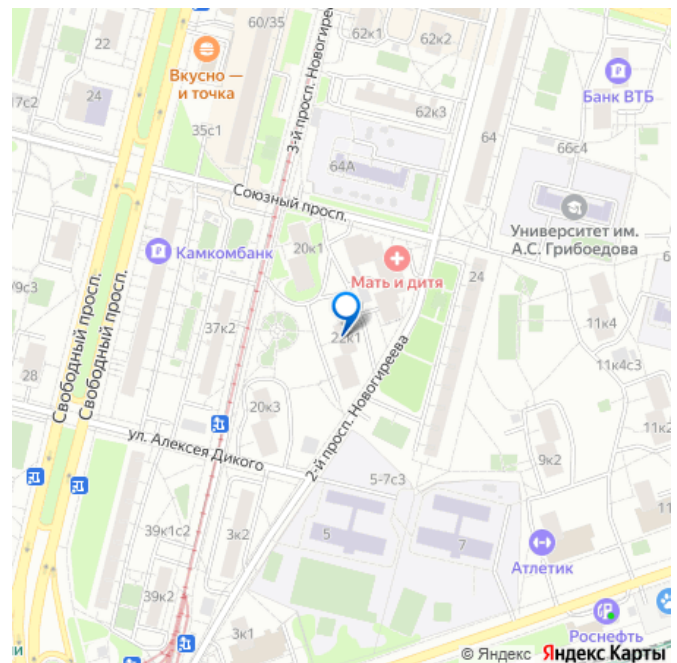 60/35
62к1
62к2
22
Вкусно —
и точка
Банк ВТБ
24
62к3
35с1
3-й просп. Новогиреева
64
66с4
64А
Союзный просп.
Университет им.
А.С. Грибоедова
20к1
Камкомбанк
Мать и дитя
24
Свободный просп.
Свободный просп.
37к2
22к1
11к4
2-й просп. Новогиреева
11к4с3
28
20к3
11к2
ул. Алексея Дикого
9к2
5-7с3
39к1с2
3к2
5
7
Атлетик
39к2
3к1
Роснефть
© Яндекс Яндекс Карты